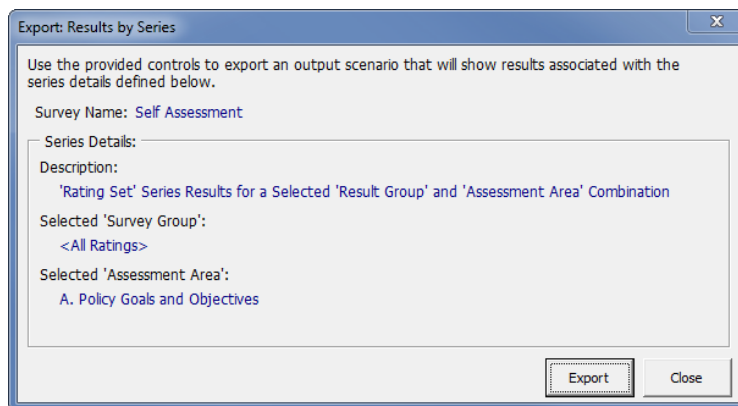 Export: Results by Series
Use the provided controls to export an output scenario that will show results associated with the
series details defined below.
Survey Name: Self Assessment
Series Details:
Description:
'Rating Set' Series Results for a Selected 'Result Group' and 'Assessment Area' Combination
Selected 'Survey Group':
<All Ratings>
Selected 'Assessment Area':
A. Policy Goals and Objectives
Export Close